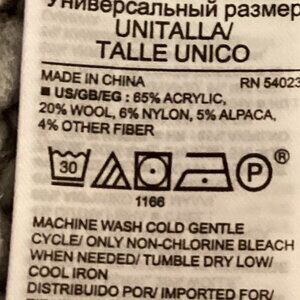 Универсальный размер
UNITALLA/
TALLE UNICO
MADE IN CHINA RN 54023
■ US/GB/EG : 65% ACRYLIC,
20% WOOL, 6% NYLON, 5% ALPACA,
4% OTHER FIBER
30 P ®
1166
MACHINE WASH COLD GENTLE
CYCLE/ ONLY NON-CHLORINE BLEACH
WHEN NEEDED/ TUMBLE DRY LOW/
COOL IRON
DISTRIBUIDO POR/ IMPORTED FOR/